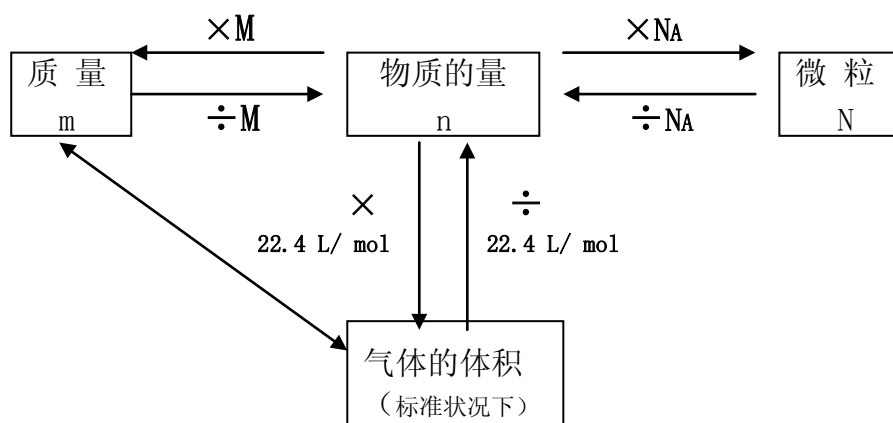 ×M
×NA
质 量
m
物质的量
n
微 粒
N
÷M
÷NA
×
22.4 L/ mol
÷
22.4 L/ mol
气体的体积
（标准状况下）